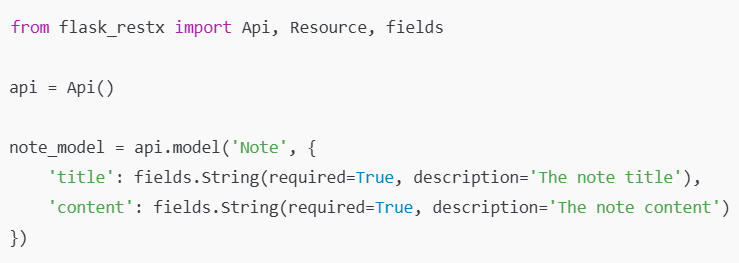 from flask_restx import Api, Resource, fields
api = Api()
note_model = api.model('Note', {
    'title': fields.String(required=True, description='The note title'),
    'content': fields.String(required=True, description='The note content')
})